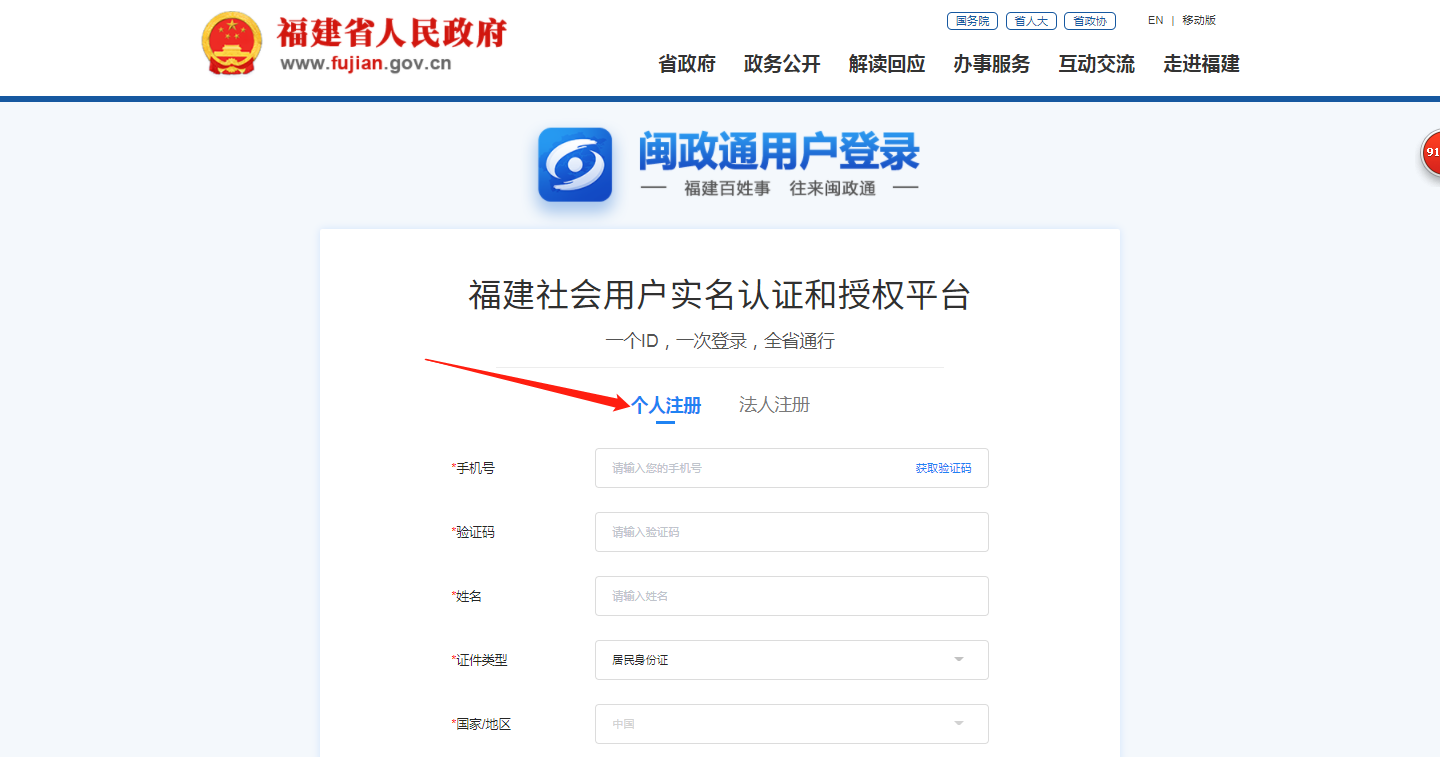 福建省人民政府
www.fujian.gov.cn
国务院 省人大 省政协 EN | 移动版
省政府 政务公开 解读回应 办事服务 互动交流 走进福建
闽政通用户登录
福建百姓事 往来闽政通
91
福建社会用户实名认证和授权平台
一个ID，一次登录，全省通行
个人注册 法人注册
*手机号 请输入您的手机号 获取验证码
*验证码 请输入验证码
*姓名 请输入姓名
*证件类型 居民身份证
*国家/地区 中国